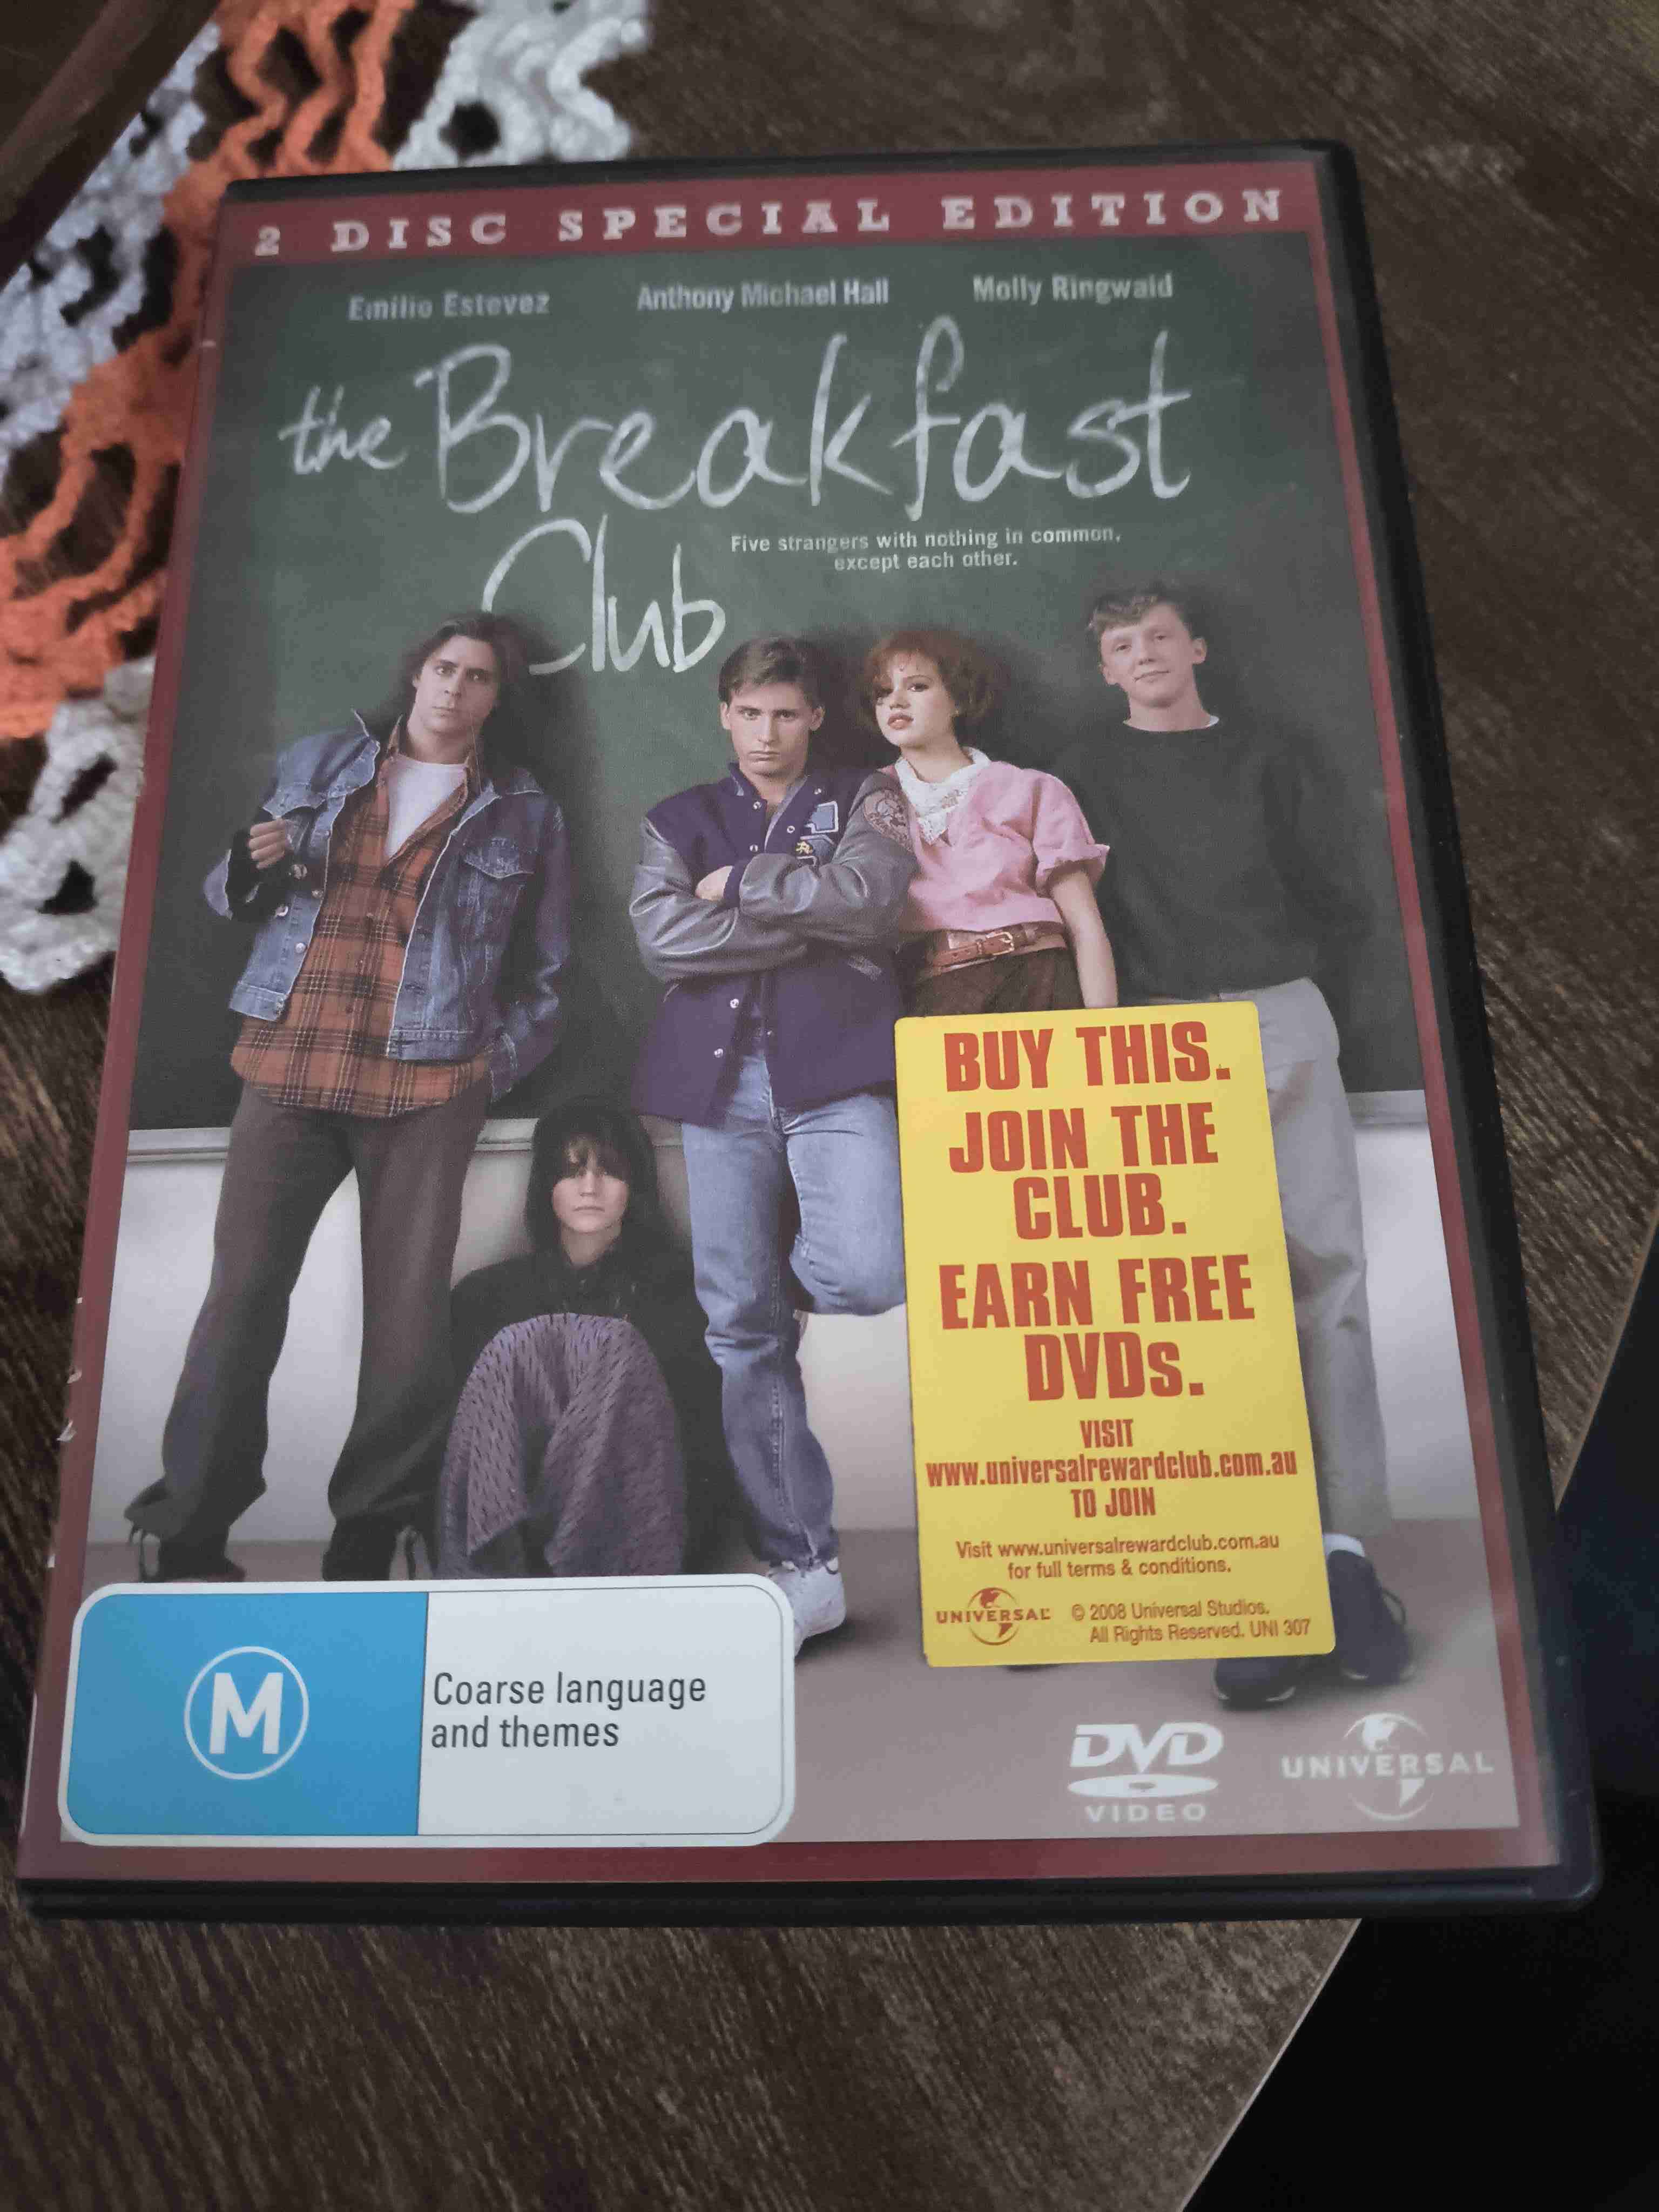 2 DISC SPECIAL EDITION
Emilio Estevez Anthony Michael Hall Molly Ringwald
the Breakfast
Club
Five strangers with nothing in common,
except each other.
BUY THIS.
JOIN THE
CLUB.
EARN FREE
DVDs.
VISIT
www.universalrewardclub.com.au
TO JOIN
Visit www.universalrewardclub.com.au
for full terms & conditions.
UNIVERSAL © 2008 Universal Studios.
All Rights Reserved. UNI 307
M
Coarse language
and themes
DVD
VIDEO
UNIVERSAL